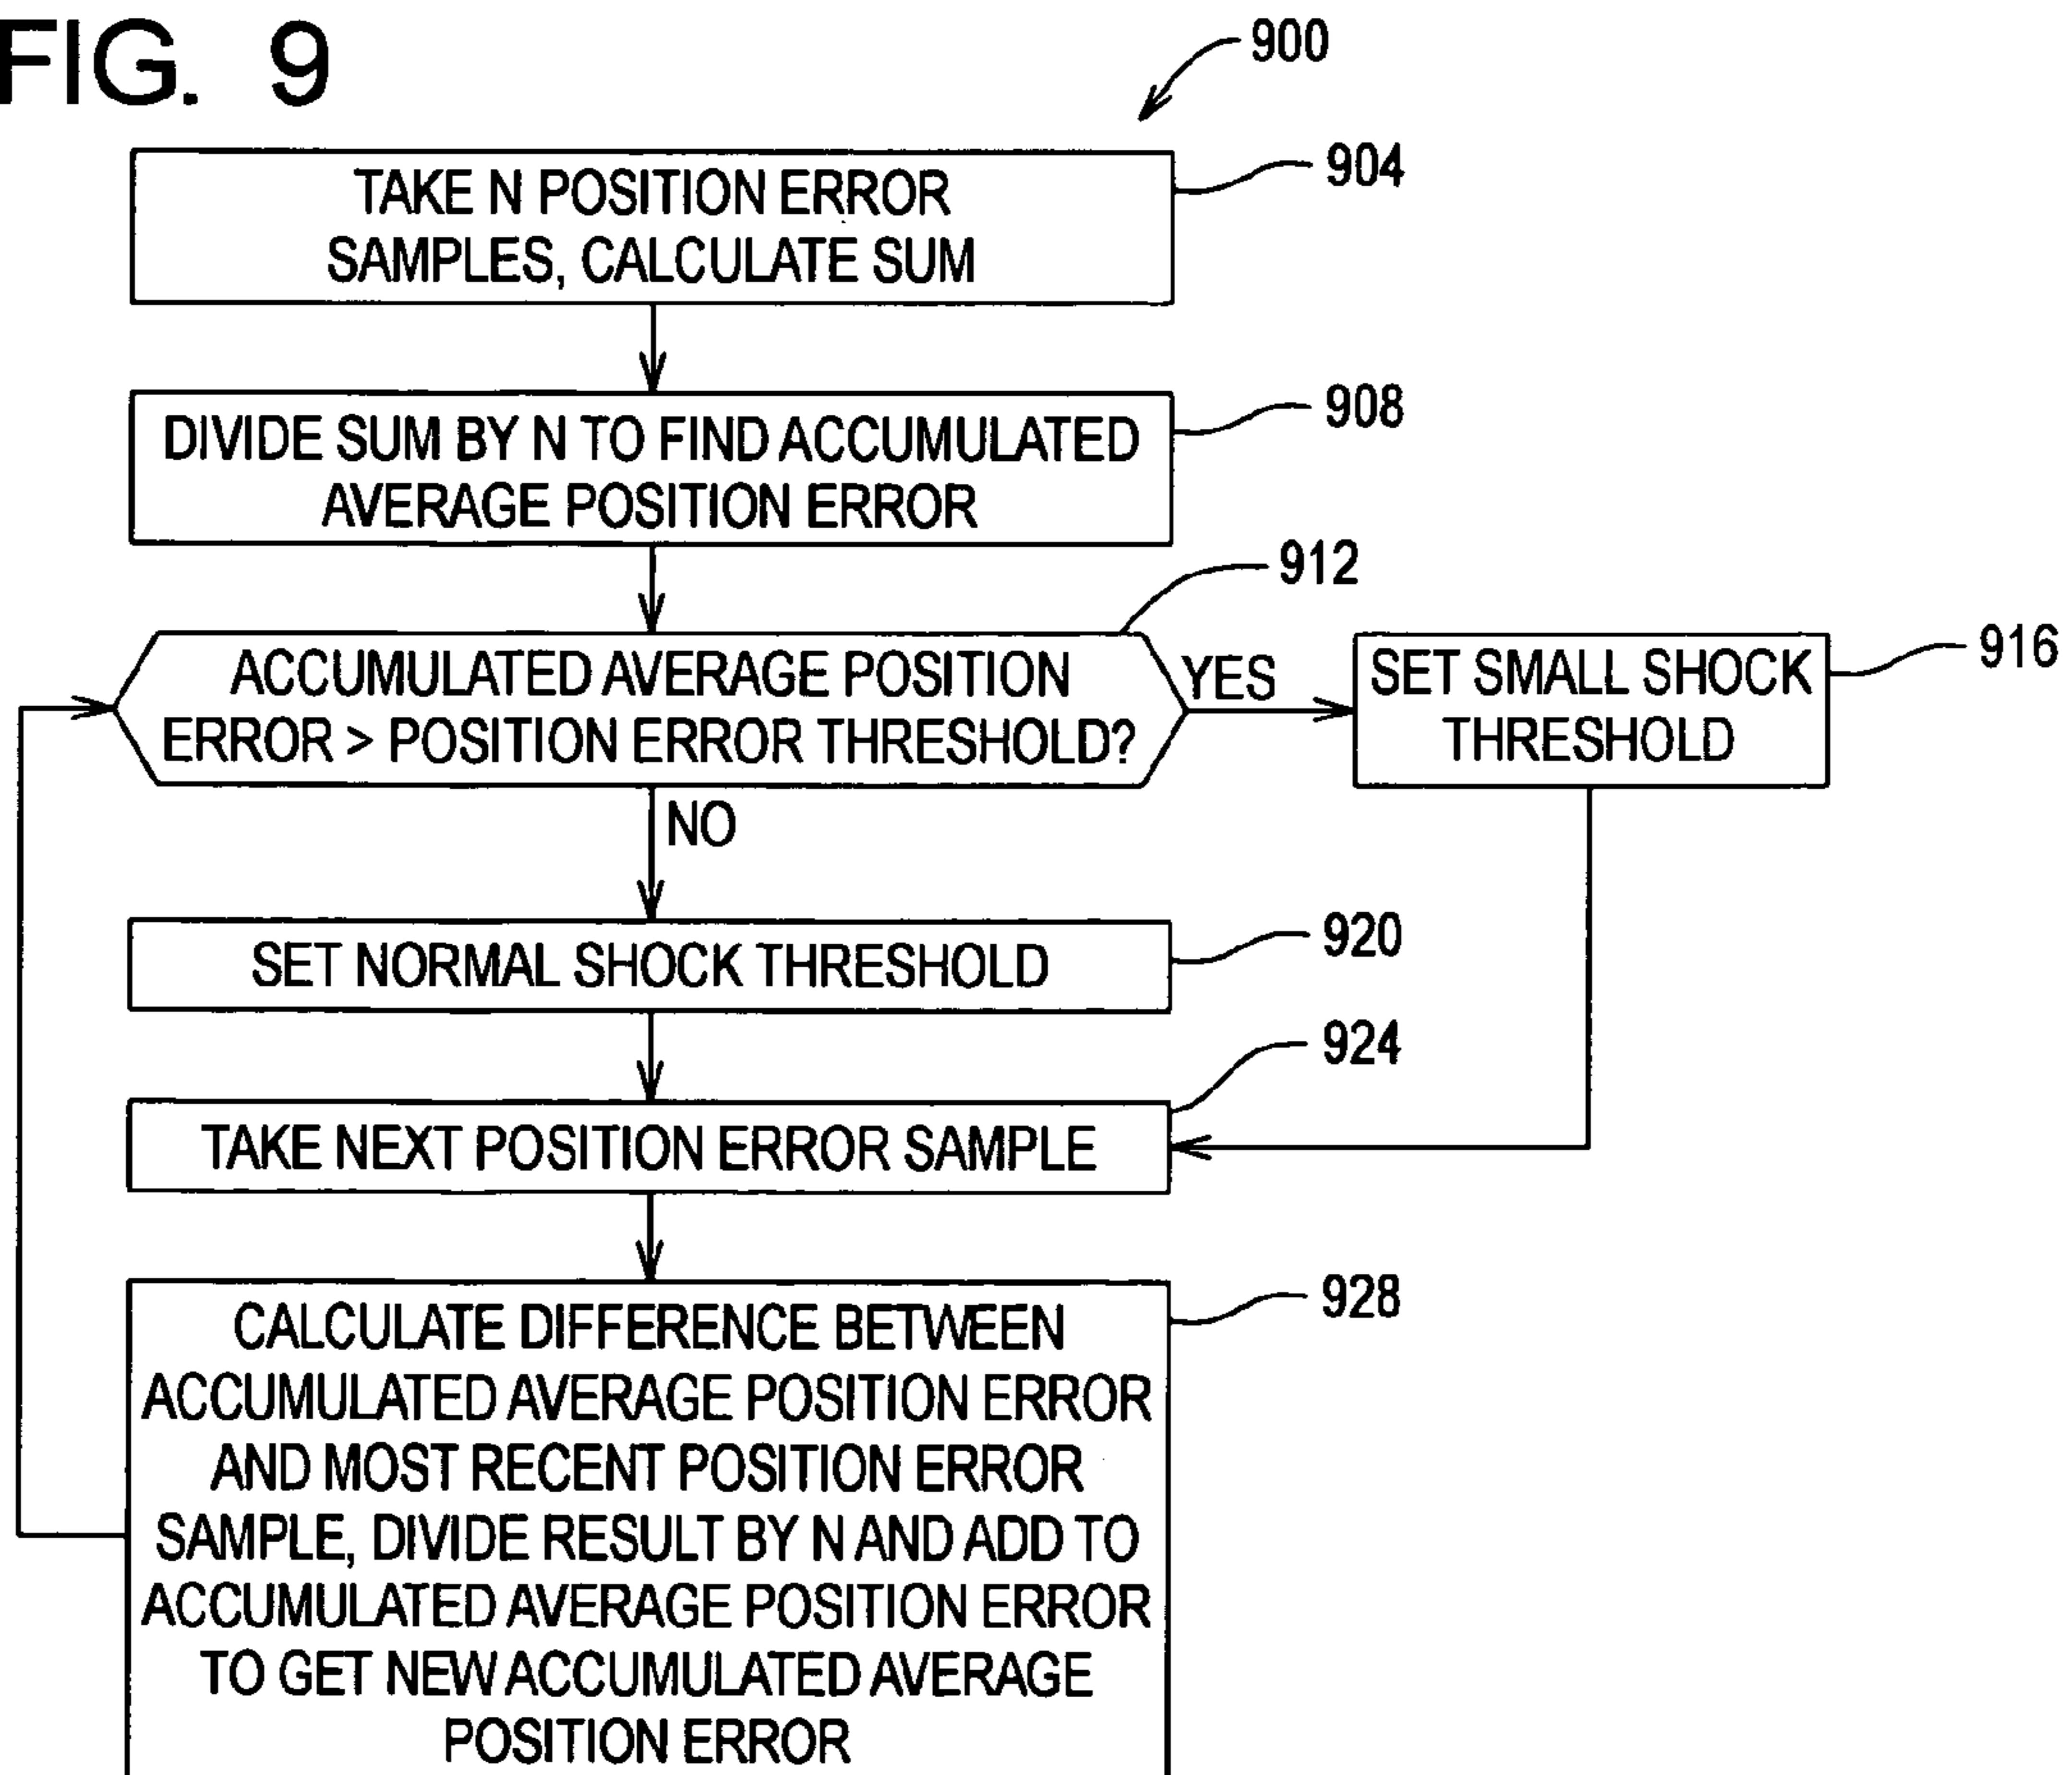 FIG. 9
900
TAKE N POSITION ERROR
SAMPLES, CALCULATE SUM
904
DIVIDE SUM BY N TO FIND ACCUMULATED
AVERAGE POSITION ERROR
908
ACCUMULATED AVERAGE POSITION
ERROR > POSITION ERROR THRESHOLD?
912
YES
SET SMALL SHOCK
THRESHOLD
916
NO
SET NORMAL SHOCK THRESHOLD
920
TAKE NEXT POSITION ERROR SAMPLE
924
CALCULATE DIFFERENCE BETWEEN
ACCUMULATED AVERAGE POSITION ERROR
AND MOST RECENT POSITION ERROR
SAMPLE, DIVIDE RESULT BY N AND ADD TO
ACCUMULATED AVERAGE POSITION ERROR
TO GET NEW ACCUMULATED AVERAGE
POSITION ERROR
928